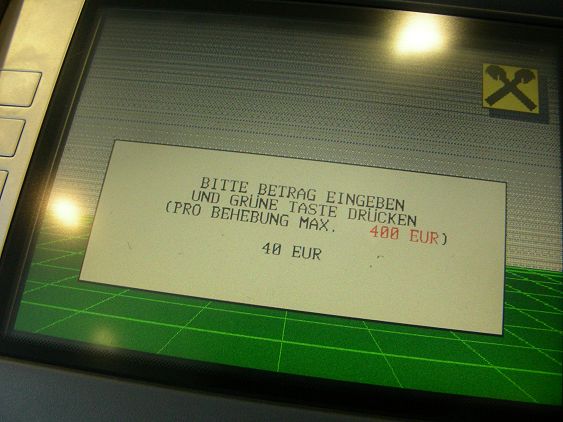 BITTE BETRAG EINGEBEN
UND GRÜNE TASTE DRÜCKEN
(PRO BEHEBUNG MAX. 400 EUR)
40 EUR